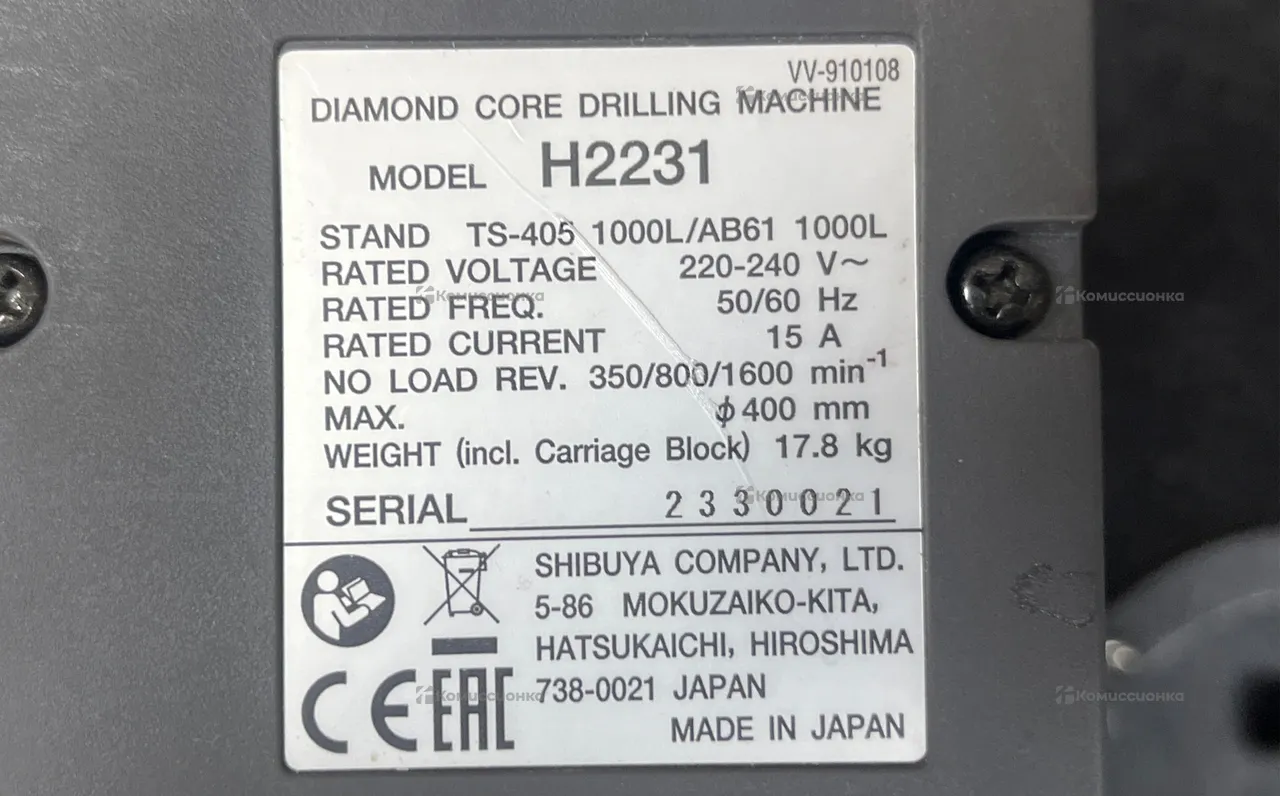 VV-910108
DIAMOND CORE DRILLING MACHINE
MODEL H2231
STAND TS-405 1000L/AB61 1000L
RATED VOLTAGE 220-240 V~
RATED FREQ. 50/60 Hz
RATED CURRENT 15 A
NO LOAD REV. 350/800/1600 min⁻¹
MAX. ϕ400 mm
WEIGHT (incl. Carriage Block) 17.8 kg
SERIAL 2330021
SHIBUYA COMPANY, LTD.
5-86 MOKUZAIKO-KITA,
HATSUKAICHI, HIROSHIMA
738-0021 JAPAN
MADE IN JAPAN
CE EAC
Комиссионка
Комиссионка
Комиссионка
Комиссионка
Комиссионка
Комиссионка